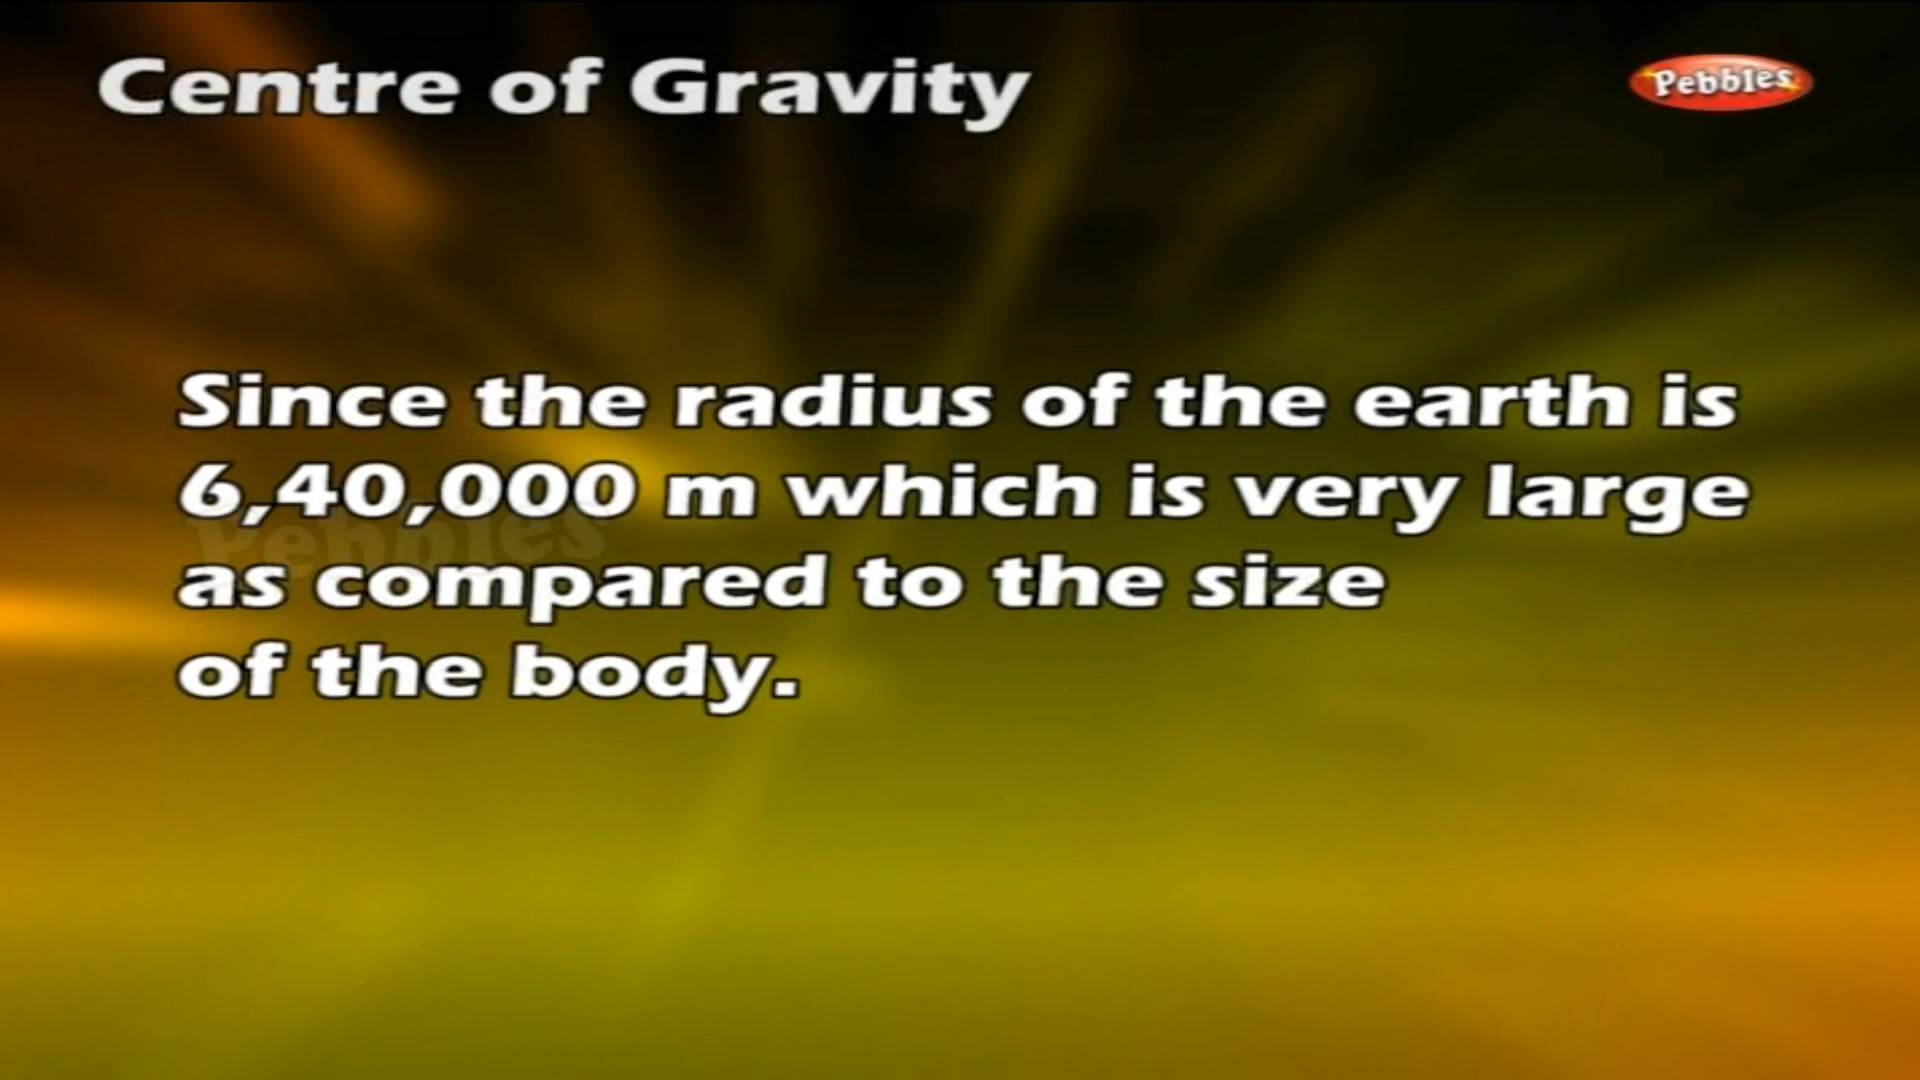 Centre of Gravity
Pebbles
Since the radius of the earth is
6,40,000 m which is very large
Pebbles
as compared to the size
of the body.